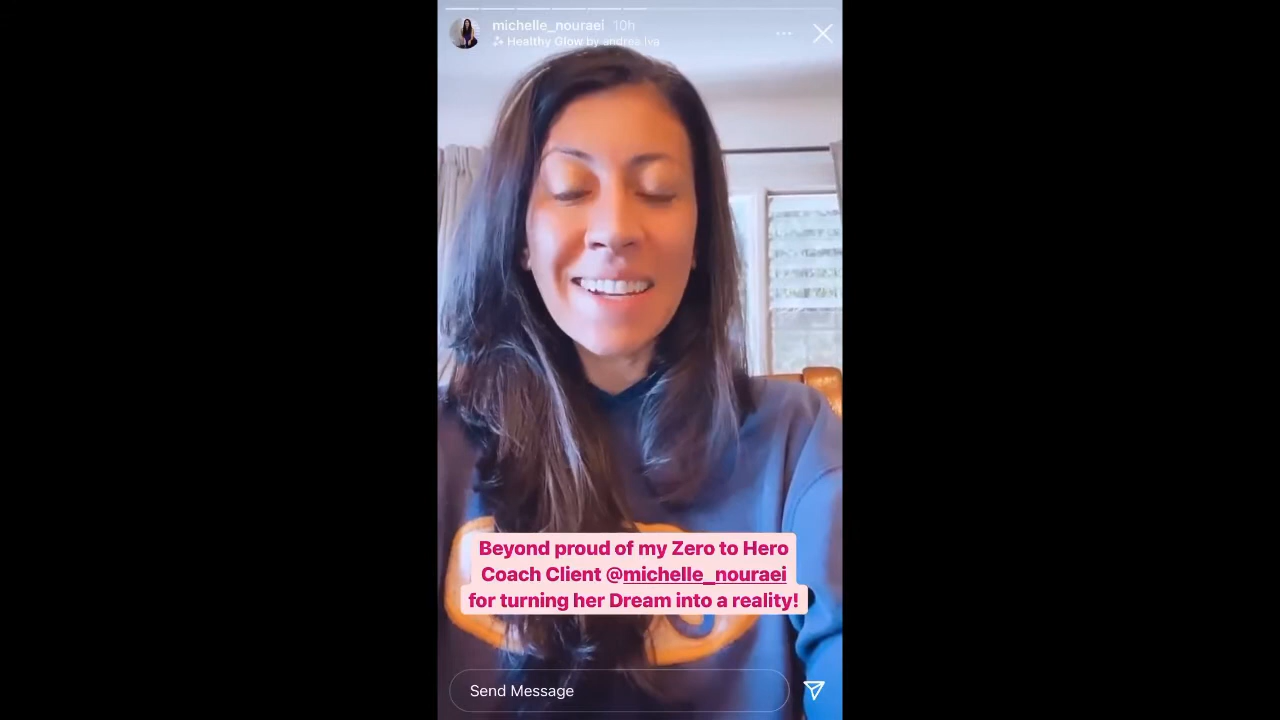 michelle_nouraei 10h
Healthy Glow by andrea iva
Beyond proud of my Zero to Hero
Coach Client @michelle_nouraei
for turning her Dream into a reality!
Send Message